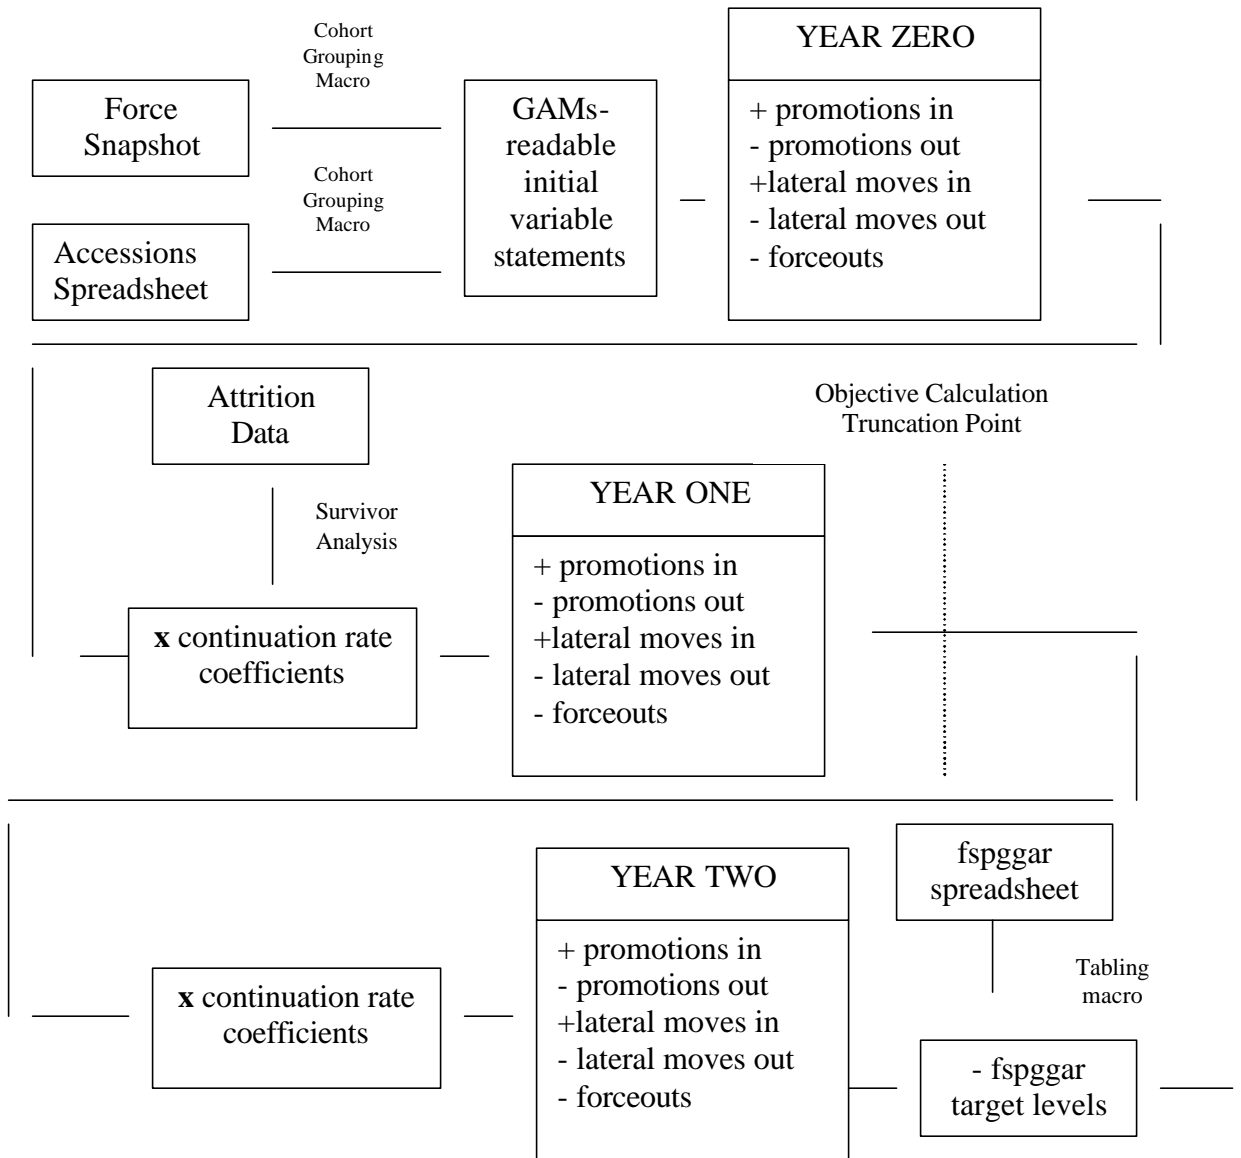 Cohort
Grouping
Macro
Force
Snapshot
Cohort
Grouping
Macro
Accessions
Spreadsheet
GAMs-
readable
initial
variable
statements
YEAR ZERO
+ promotions in
- promotions out
+lateral moves in
- lateral moves out
- forceouts
Attrition
Data
Survivor
Analysis
x continuation rate
coefficients
YEAR ONE
+ promotions in
- promotions out
+lateral moves in
- lateral moves out
- forceouts
Objective Calculation
Truncation Point
x continuation rate
coefficients
YEAR TWO
+ promotions in
- promotions out
+lateral moves in
- lateral moves out
- forceouts
fspggar
spreadsheet
Tabling
macro
- fspggar
target levels